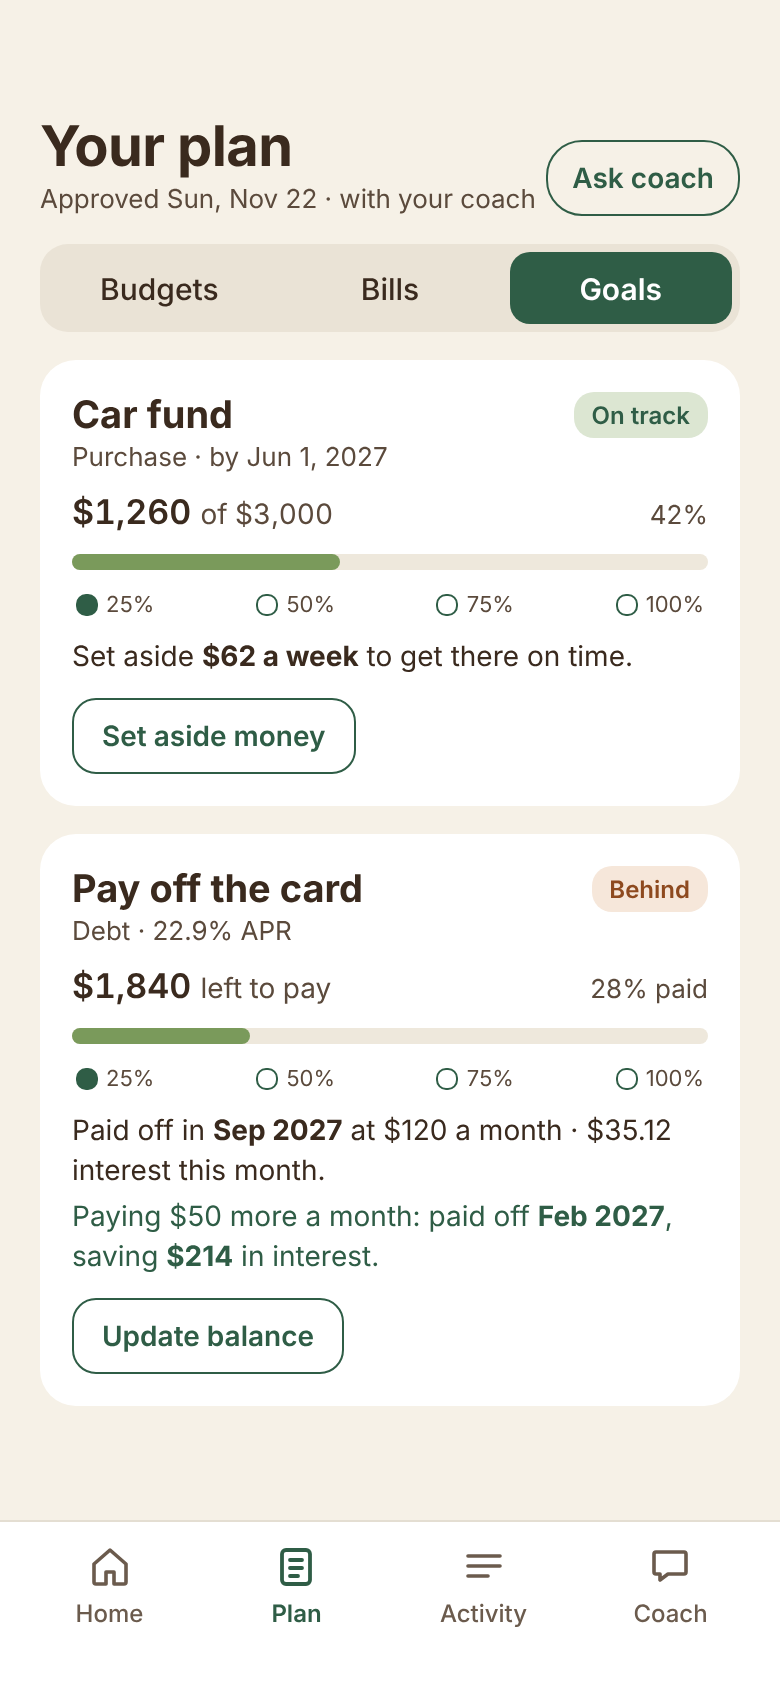 Your plan
Approved Sun, Nov 22 · with your coach
Ask coach
Budgets
Bills
Goals
Car fund
On track
Purchase · by Jun 1, 2027
$1,260 of $3,000
42%
25%
50%
75%
100%
Set aside $62 a week to get there on time.
Set aside money
Pay off the card
Behind
Debt · 22.9% APR
$1,840 left to pay
28% paid
25%
50%
75%
100%
Paid off in Sep 2027 at $120 a month · $35.12
interest this month.
Paying $50 more a month: paid off Feb 2027,
saving $214 in interest.
Update balance
Home
Plan
Activity
Coach